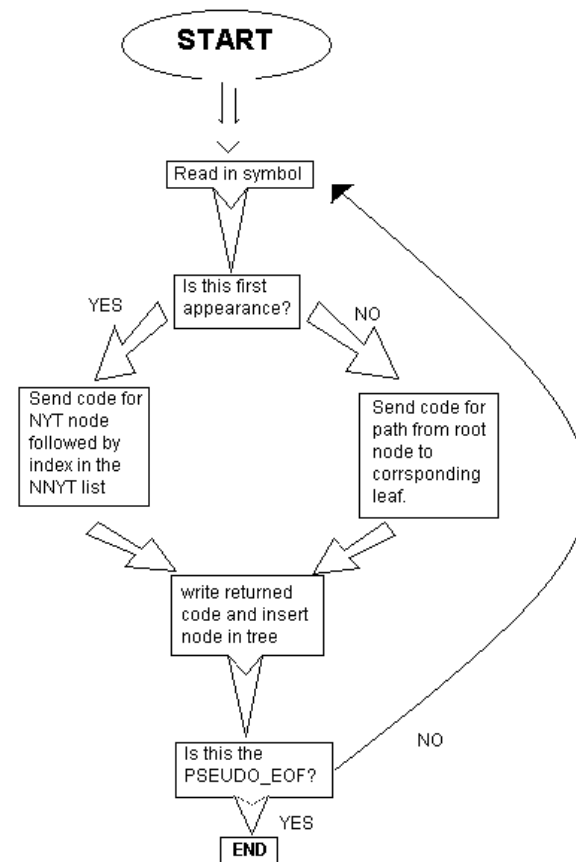 START
Read in symbol
Is this first
appearance?
YES
NO
Send code for
NYT node
followed by
index in the
NNYT list
Send code for
path from root
node to
corrsponding
leaf.
write returned
code and insert
node in tree
Is this the
PSEUDO_EOF?
NO
YES
END